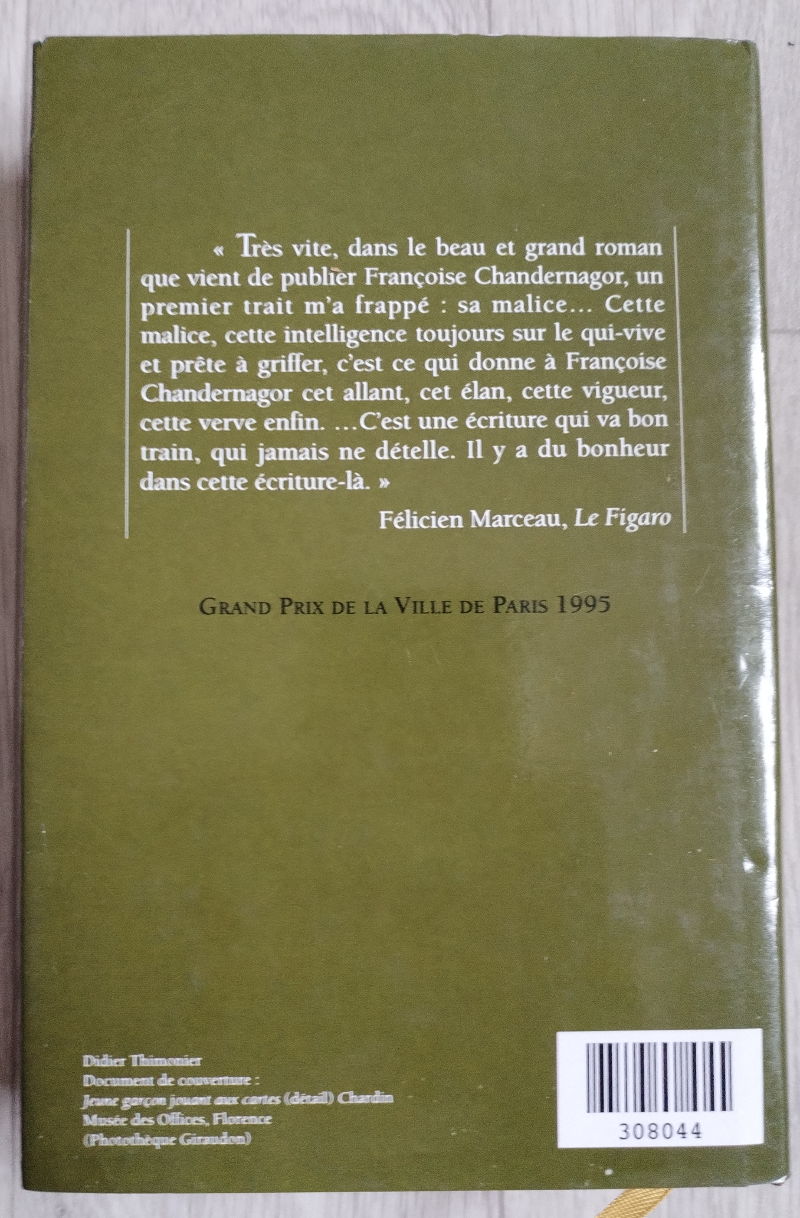 « Très vite, dans le beau et grand roman
que vient de publier Françoise Chandernagor, un
premier trait m'a frappé : sa malice... Cette
malice, cette intelligence toujours sur le qui-vive
et prête à griffer, c'est ce qui donne à Françoise
Chandernagor cet allant, cet élan, cette vigueur,
cette verve enfin. ...C'est une écriture qui va bon
train, qui jamais ne dételle. Il y a du bonheur
dans cette écriture-là. »
Félicien Marceau, Le Figaro
GRAND PRIX DE LA VILLE DE PARIS 1995
Didier Thimonier
Document de couverture :
Jeune garçon jouant aux cartes (détail) Chardin
Musée des Offices, Florence
(Photothèque Giraudon)
308044